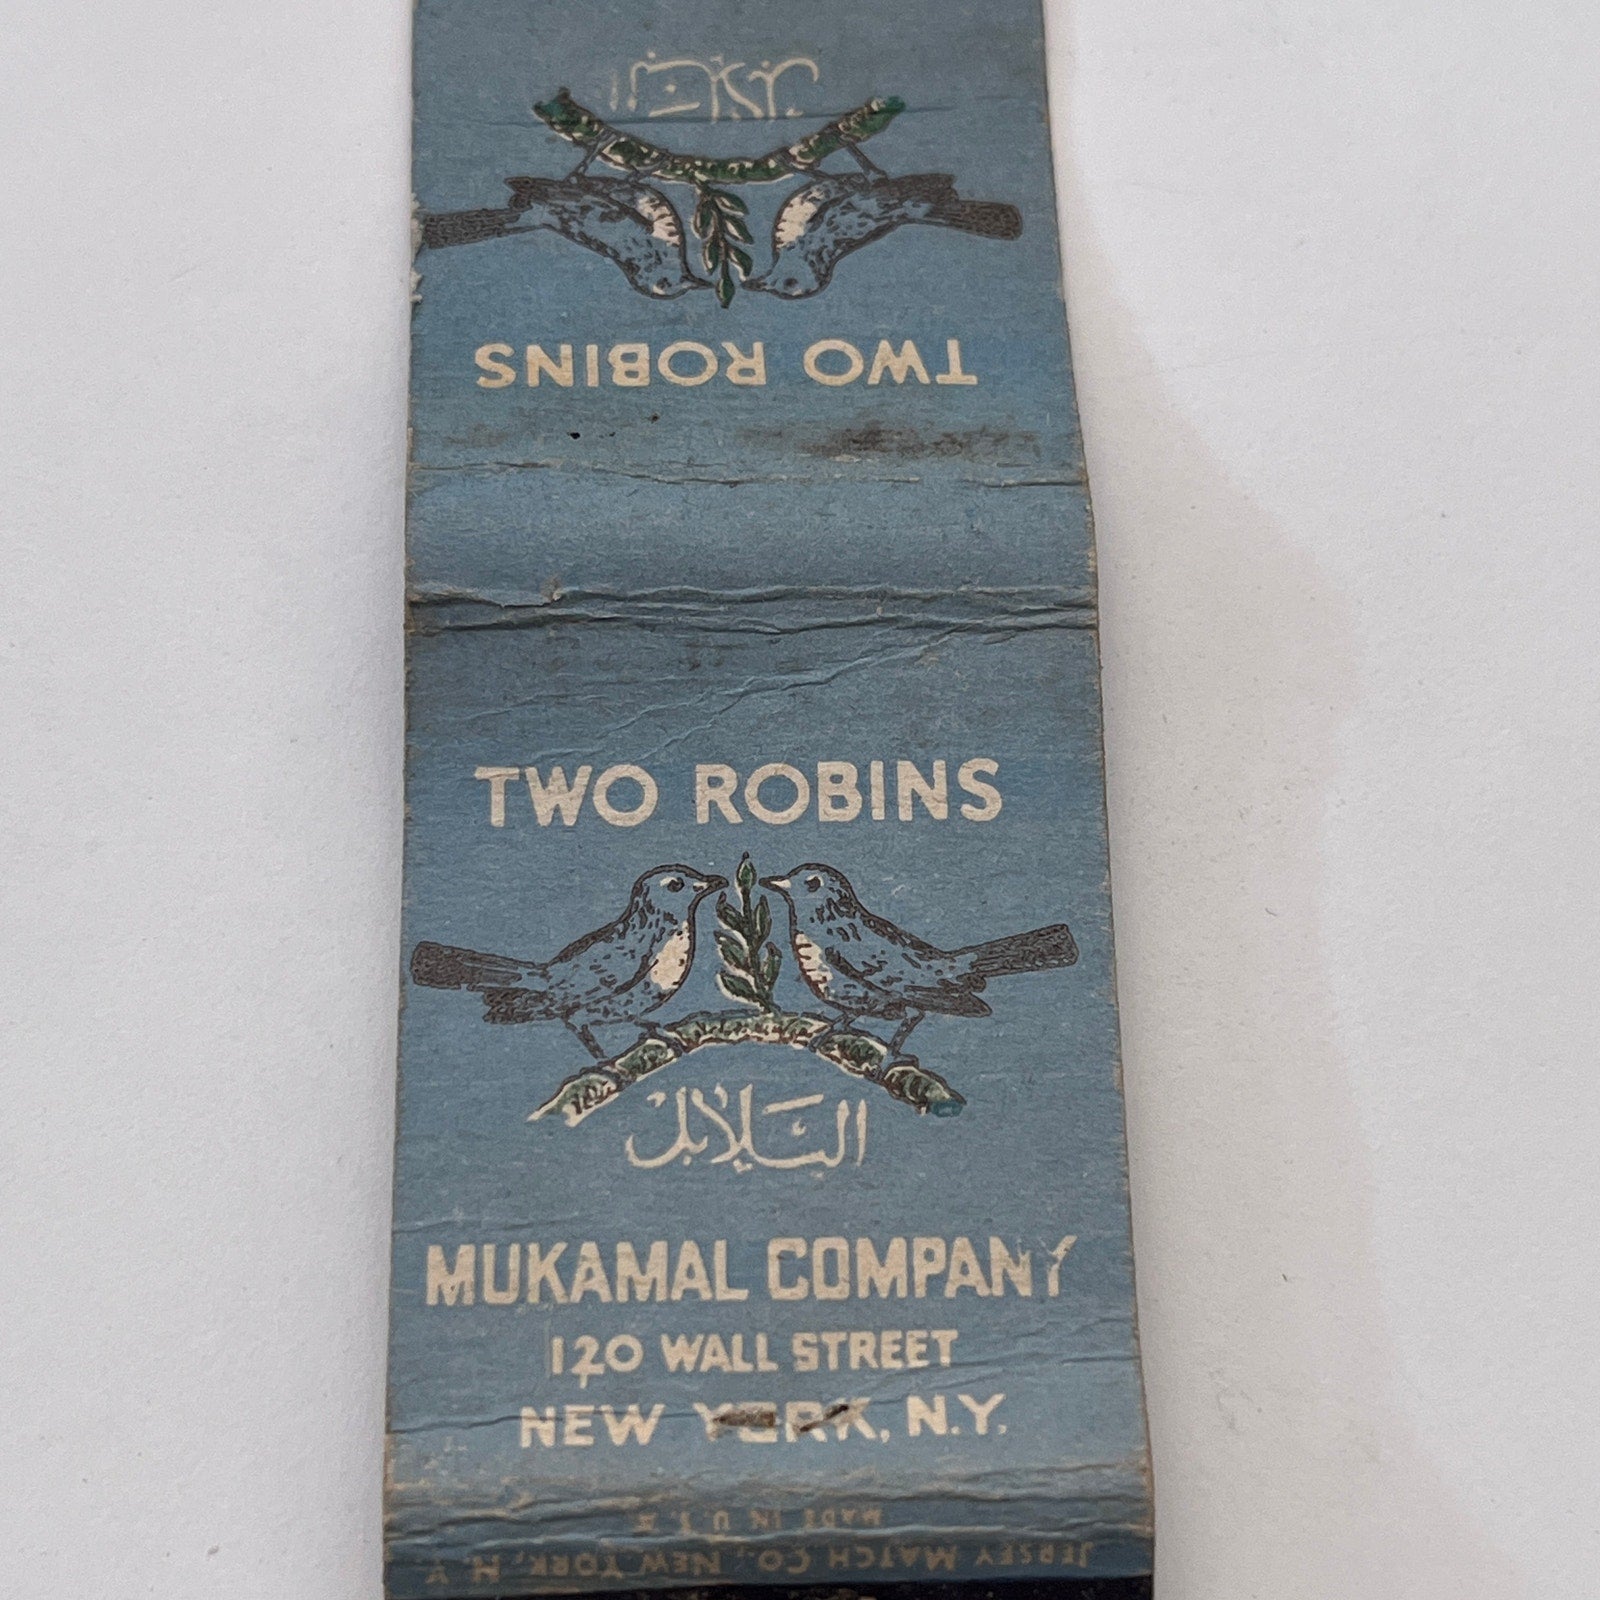 البلابل
TWO ROBINS
TWO ROBINS
البلابل
MUKAMAL COMPANY
120 WALL STREET
NEW YORK, N.Y.
MADE IN U.S.A.
JERSEY MATCH CO., NEW YORK, N.Y.